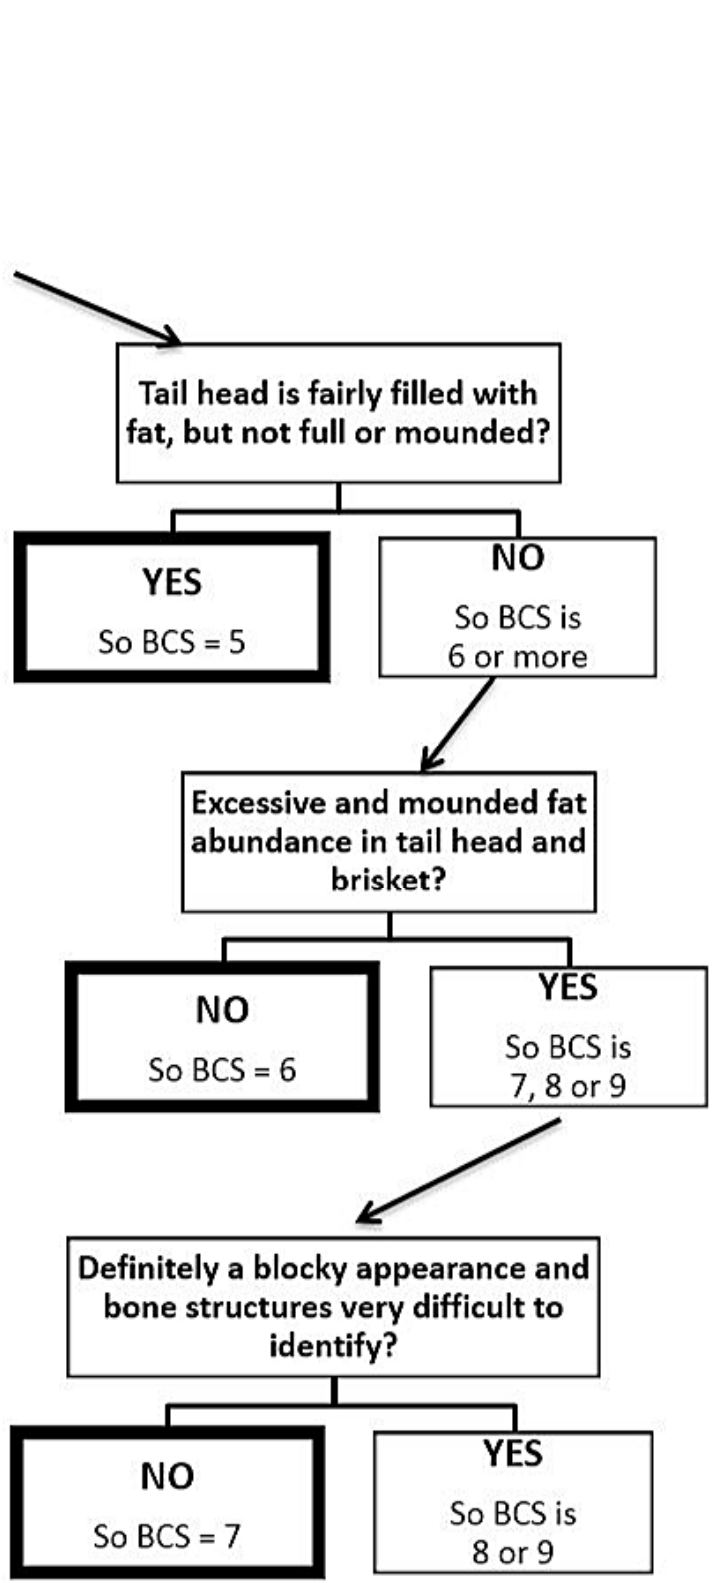 Tail head is fairly filled with
fat, but not full or mounded?
YES
So BCS = 5
NO
So BCS is
6 or more
Excessive and mounded fat
abundance in tail head and
brisket?
NO
So BCS = 6
YES
So BCS is
7, 8 or 9
Definitely a blocky appearance and
bone structures very difficult to
identify?
NO
So BCS = 7
YES
So BCS is
8 or 9